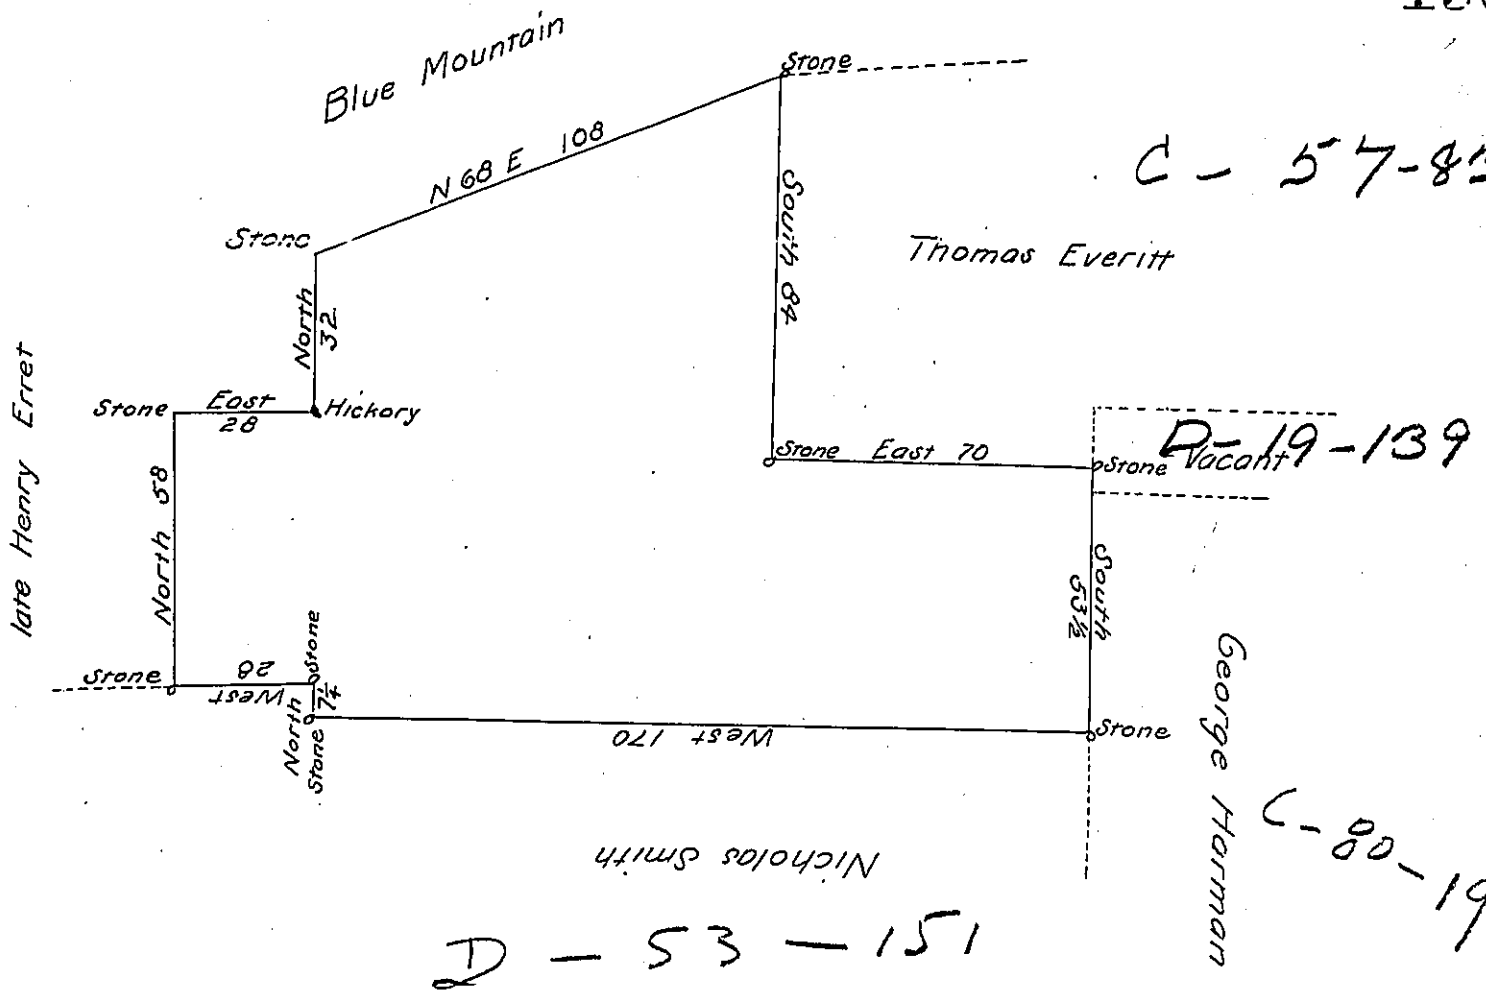 Blue Mountain
Stone
N 68 E 108
C - 57-85
South 84
Thomas Everitt
Stone
North 32
late Henry Erret
Stone
East 28
Hickory
Stone East 70
Stone Vacant
D-19-139
North 58
South 53½
Stone
West 28
Stone
North 7¼
Stone
West 170
Stone
George Harman
Nicholas Smith
C-80-19
D - 53 - 151